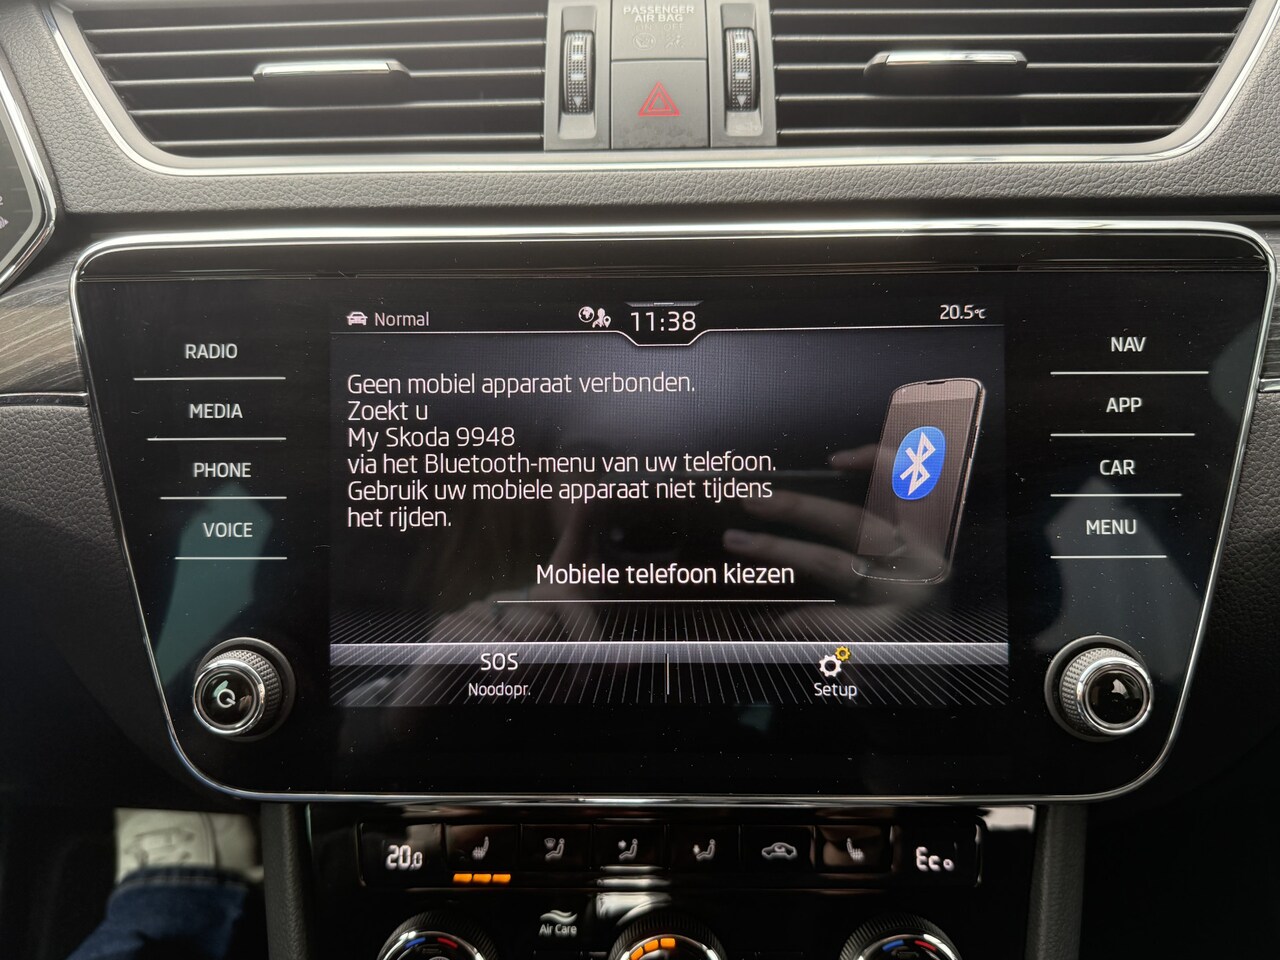 PASSENGER
AIR BAG
Normal
11:38
20.5°C
RADIO
MEDIA
PHONE
VOICE
Geen mobiel apparaat verbonden.
Zoekt u
My Skoda 9948
via het Bluetooth-menu van uw telefoon.
Gebruik uw mobiele apparaat niet tijdens
het rijden.
Mobiele telefoon kiezen
SOS
Noodopr.
Setup
NAV
APP
CAR
MENU
20.0
Eco
Air Care